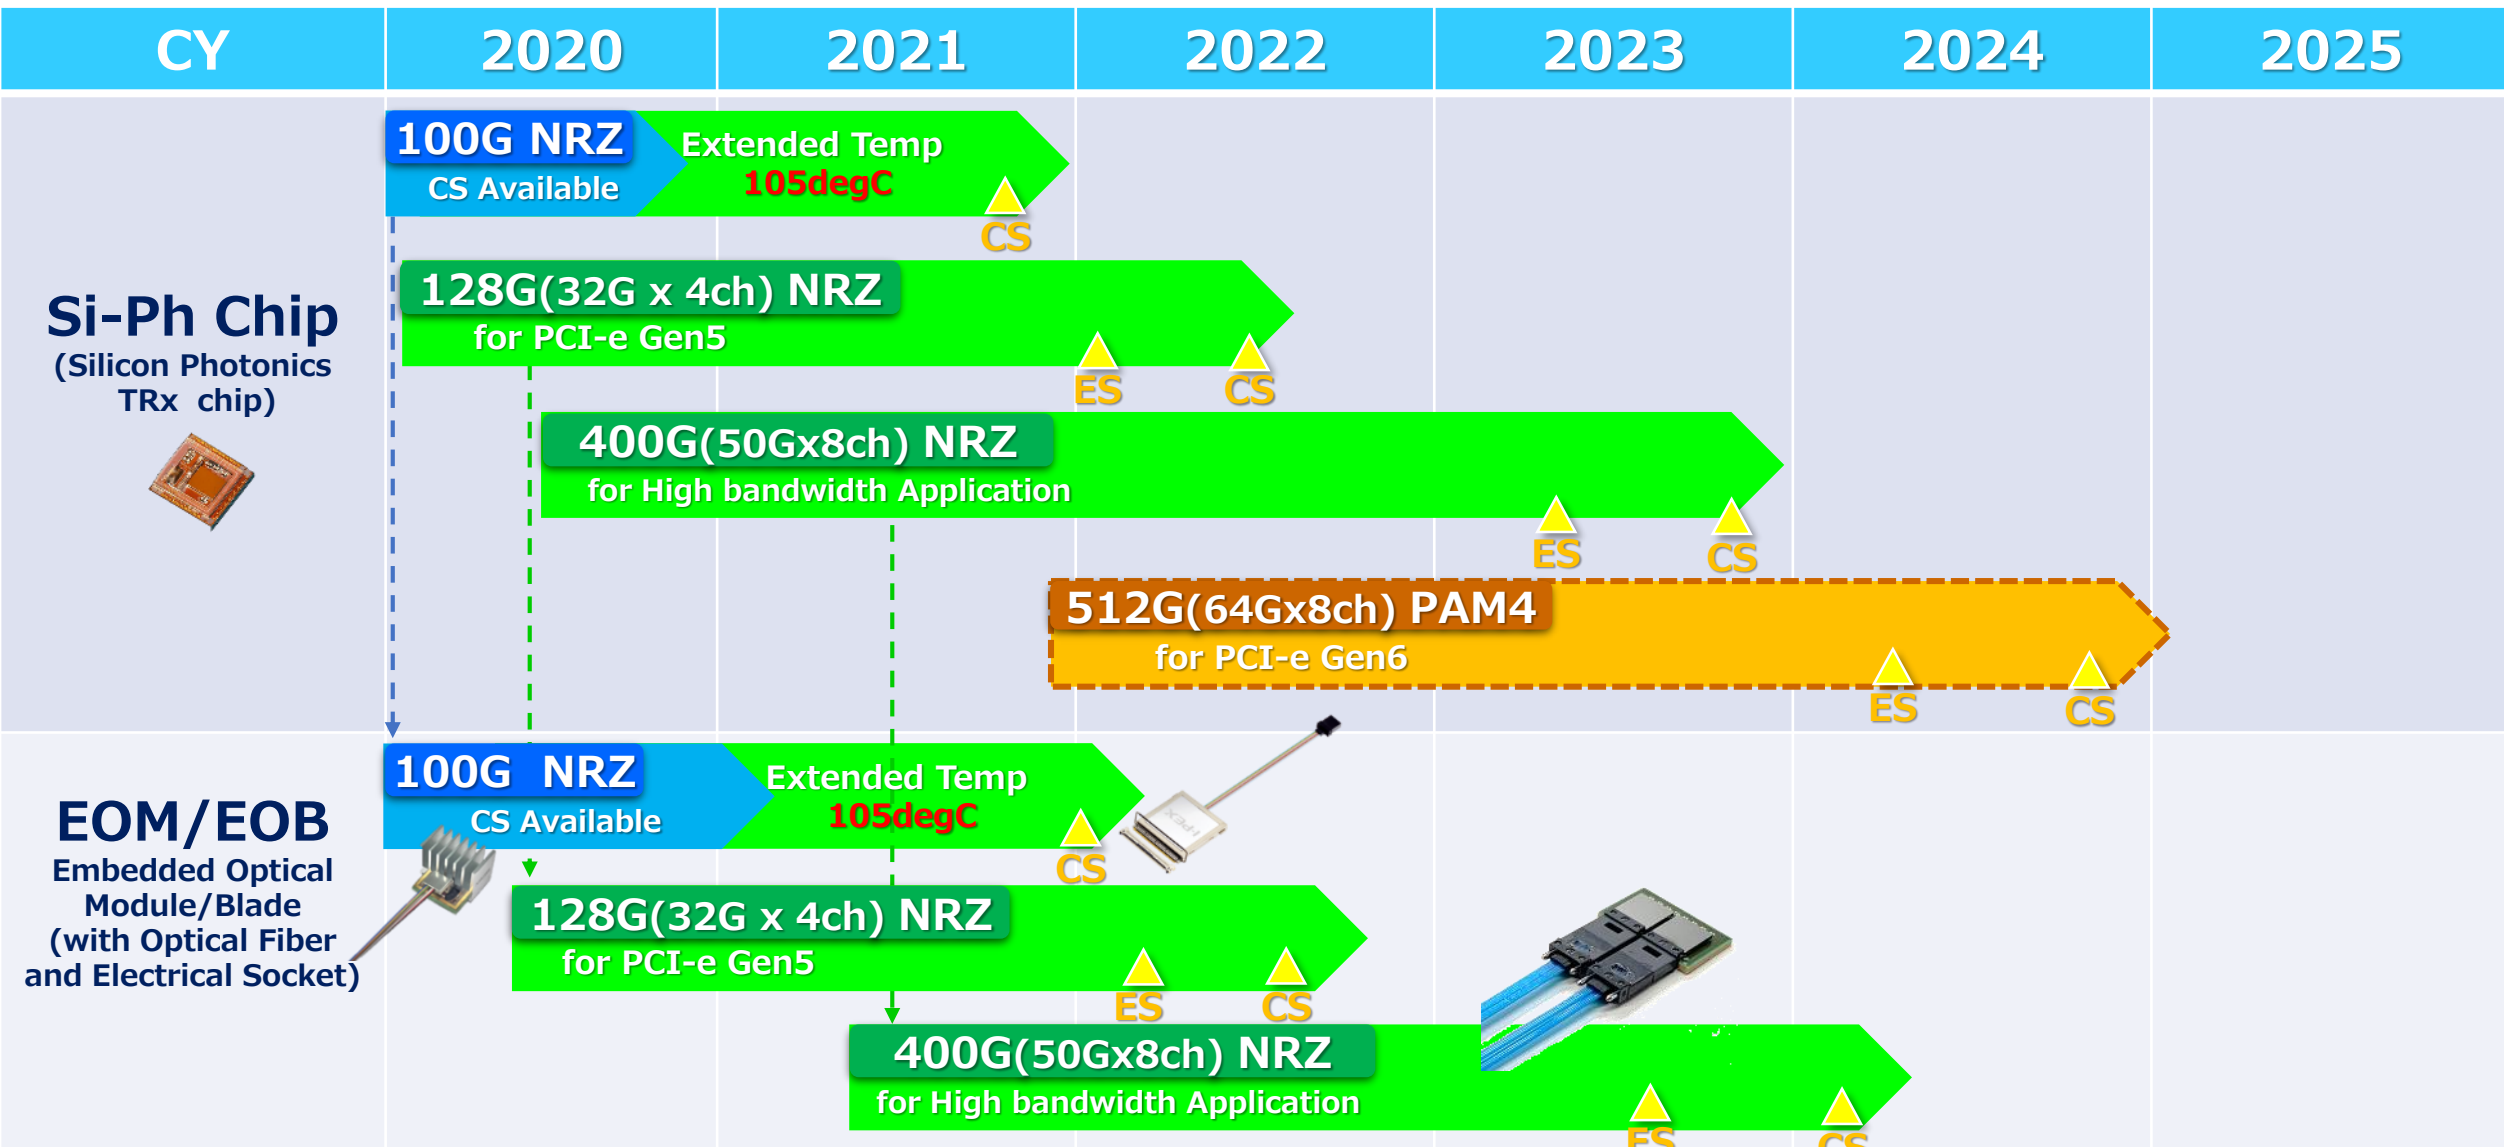 CY 2020 2021 2022 2023 2024 2025
100G NRZ
CS Available
Extended Temp
105degC
CS
128G(32G x 4ch) NRZ
for PCI-e Gen5
ES CS
Si-Ph Chip
(Silicon Photonics
TRx chip)
400G(50Gx8ch) NRZ
for High bandwidth Application
ES CS
512G(64Gx8ch) PAM4
for PCI-e Gen6
ES CS
100G NRZ
CS Available
Extended Temp
105degC
CS
I-PEX
EOM/EOB
Embedded Optical
Module/Blade
(with Optical Fiber
and Electrical Socket)
128G(32G x 4ch) NRZ
for PCI-e Gen5
ES CS
400G(50Gx8ch) NRZ
for High bandwidth Application
ES CS